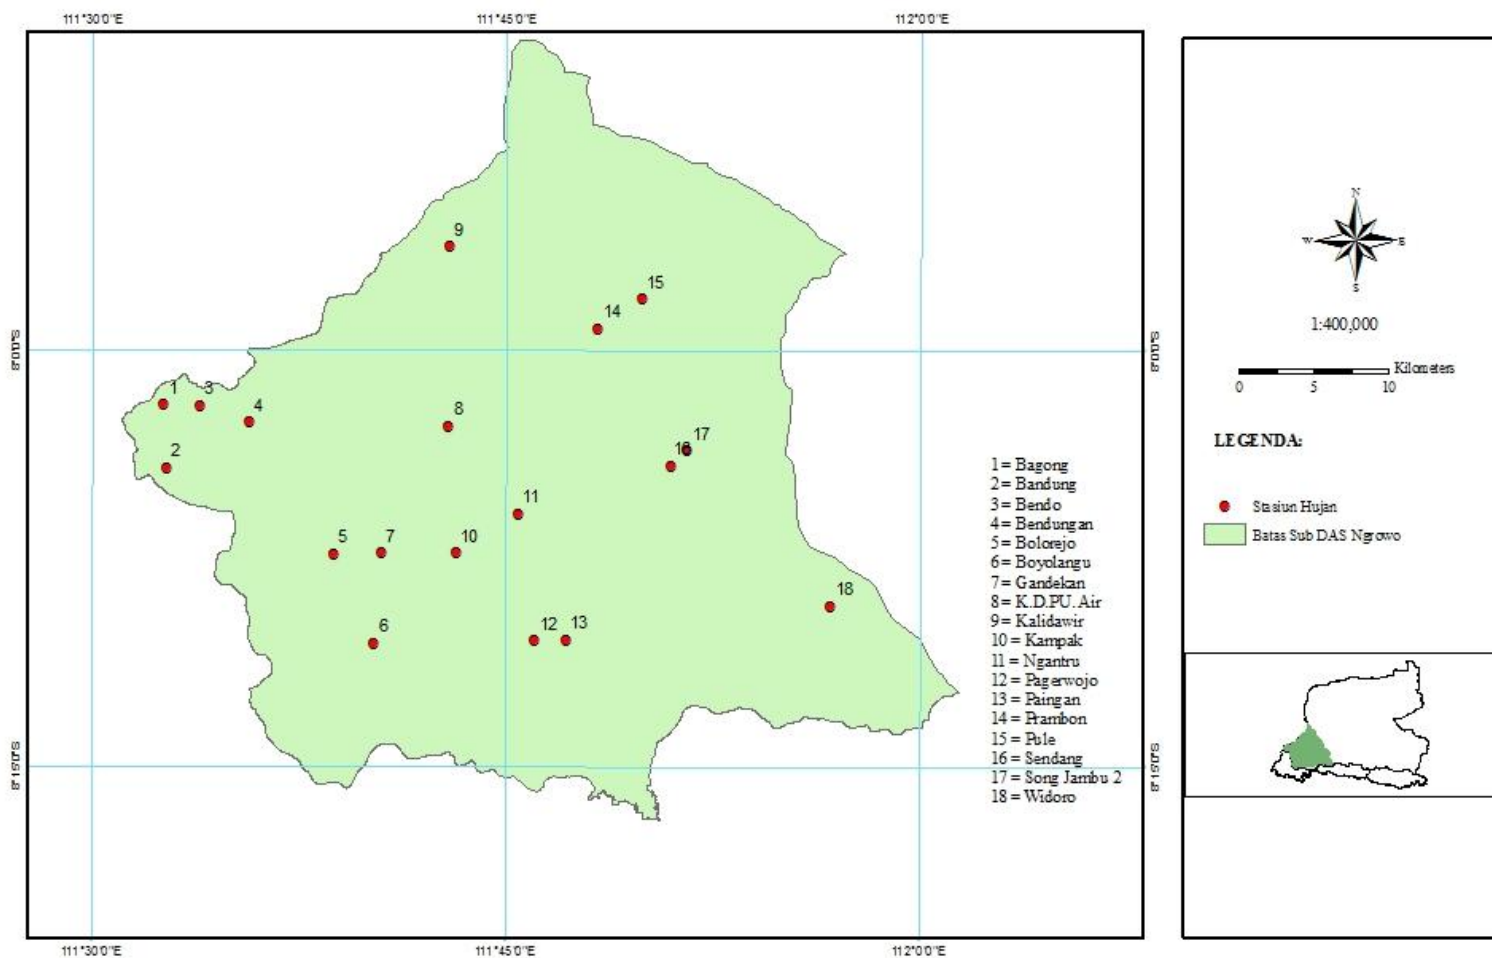 111°30'0"E
111°45'0"E
112°0'0"E
8°0'0"S
8°0'0"S
8°15'0"S
8°15'0"S
9
15
14
1
3
4
8
17
16
2
11
5
7
10
18
12
13
6
1 = Bagong
2 = Bandung
3 = Bendo
4 = Bendungan
5 = Bolorejo
6 = Boyolangu
7 = Gandekan
8 = K.D.PU. Air
9 = Kalidawir
10 = Kampak
11 = Ngantru
12 = Pagerwojo
13 = Paingan
14 = Prambon
15 = Pule
16 = Sendang
17 = Song Jambu 2
18 = Widoro
111°30'0"E
111°45'0"E
112°0'0"E
N
W
E
S
1:400,000
Kilometers
0 5 10
LEGENDA:
Stasiun Hujan
Batas Sub DAS Ngrowo